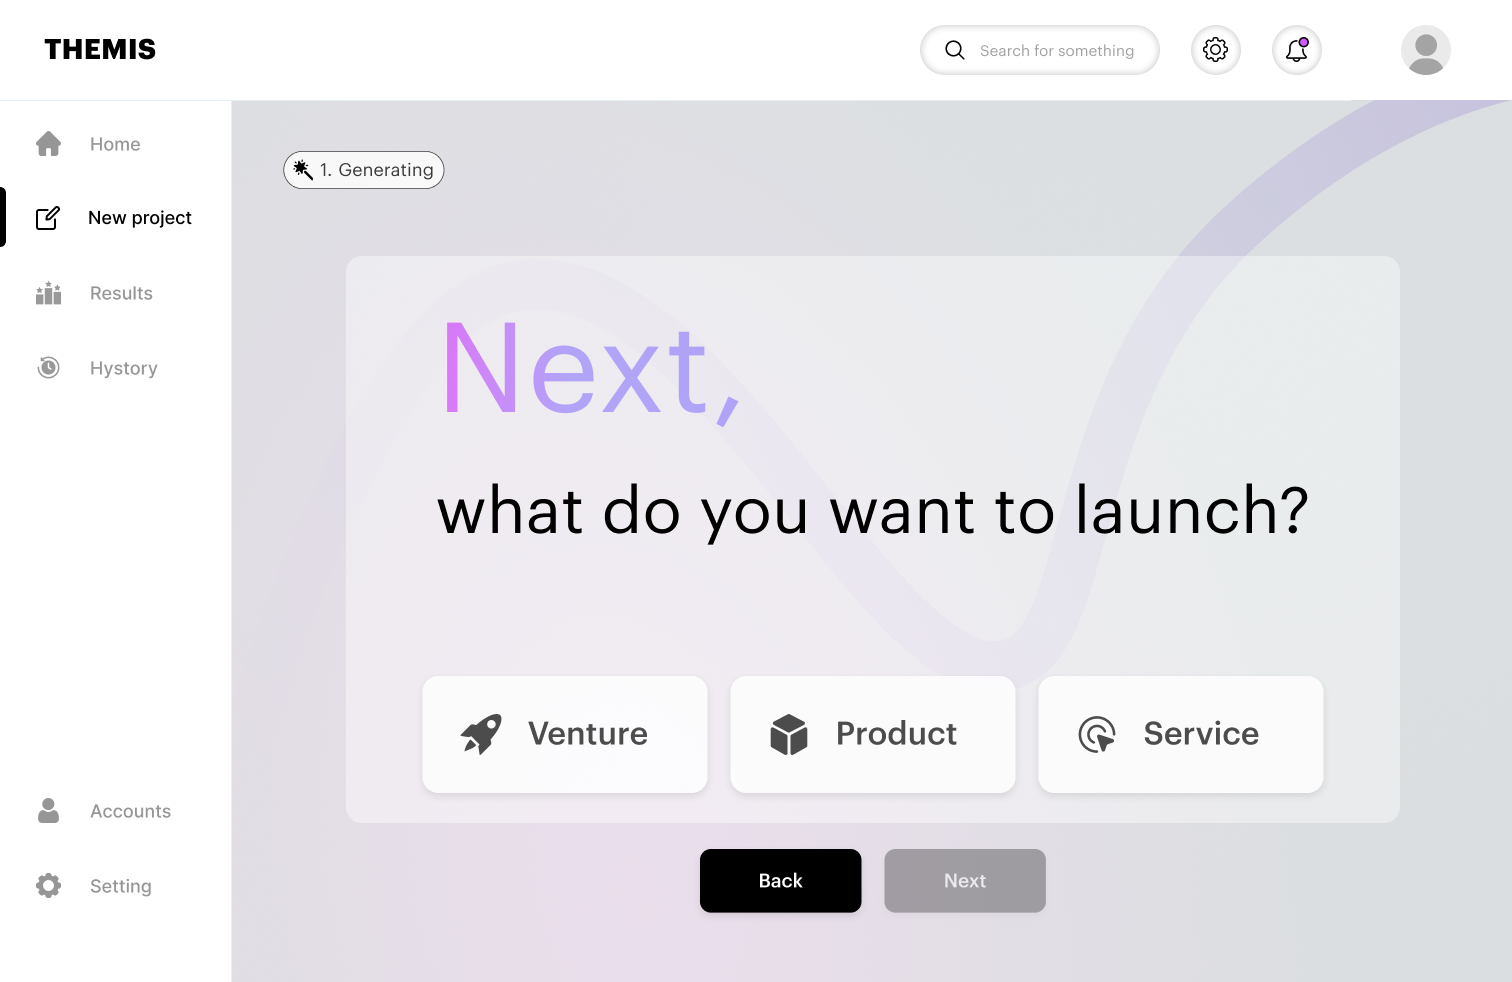 THEMIS
Search for something
Home
New project
Results
Hystory
Accounts
Setting
1. Generating
Next,
what do you want to launch?
Venture
Product
Service
Back
Next